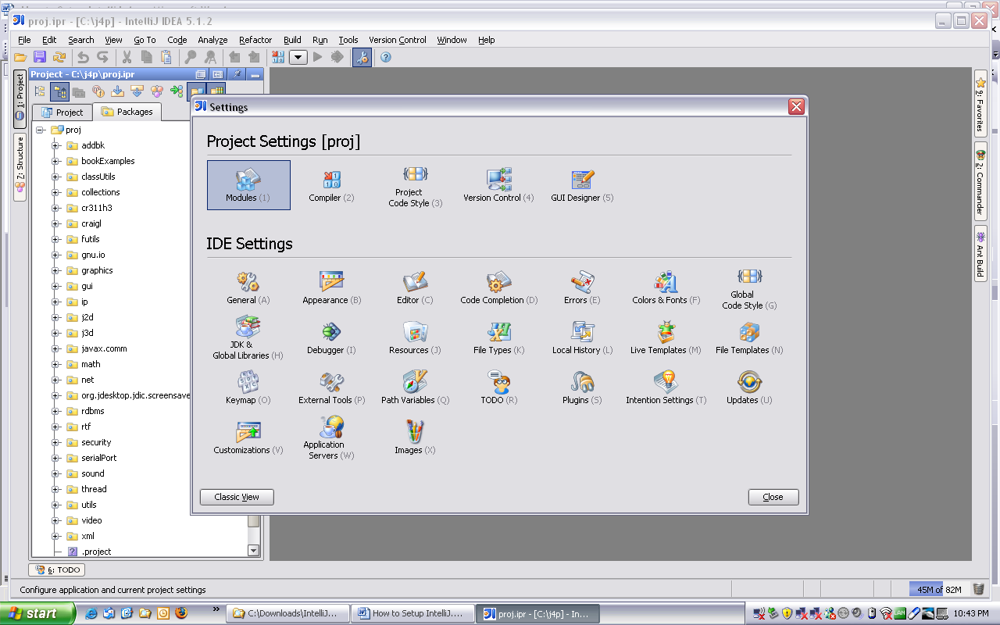 proj.ipr - [C:\j4p] - IntelliJ IDEA 5.1.2
File Edit Search View Go To Code Analyze Refactor Build Run Tools Version Control Window Help
Project - C:\j4p\proj.ipr
1: Project
Z: Structure
Project Packages
proj
addbk
bookExamples
classUtils
collections
cr311h3
craigl
futils
gnu.io
graphics
gui
ip
j2d
j3d
javax.comm
math
net
org.jdesktop.jdic.screensave
rdbms
rtf
security
serialPort
sound
thread
utils
video
xml
.project
Settings
Project Settings [proj]
Modules (1)
Compiler (2)
Project
Code Style (3)
Version Control (4)
GUI Designer (5)
IDE Settings
General (A)
Appearance (B)
Editor (C)
Code Completion (D)
Errors (E)
Colors & Fonts (F)
Global
Code Style (G)
JDK &
Global Libraries (H)
Debugger (I)
Resources (J)
File Types (K)
Local History (L)
Live Templates (M)
File Templates (N)
Keymap (O)
External Tools (P)
Path Variables (Q)
TODO (R)
Plugins (S)
Intention Settings (T)
Updates (U)
Customizations (V)
Application
Servers (W)
Images (X)
Classic View
Close
9: Favorites
2: Commander
Ant Build
6: TODO
Configure application and current project settings
45M of 82M
start
C:\Downloads\IntelliJ...
How to Setup IntelliJ....
proj.ipr - [C:\j4p] - In...
LAN
10:43 PM